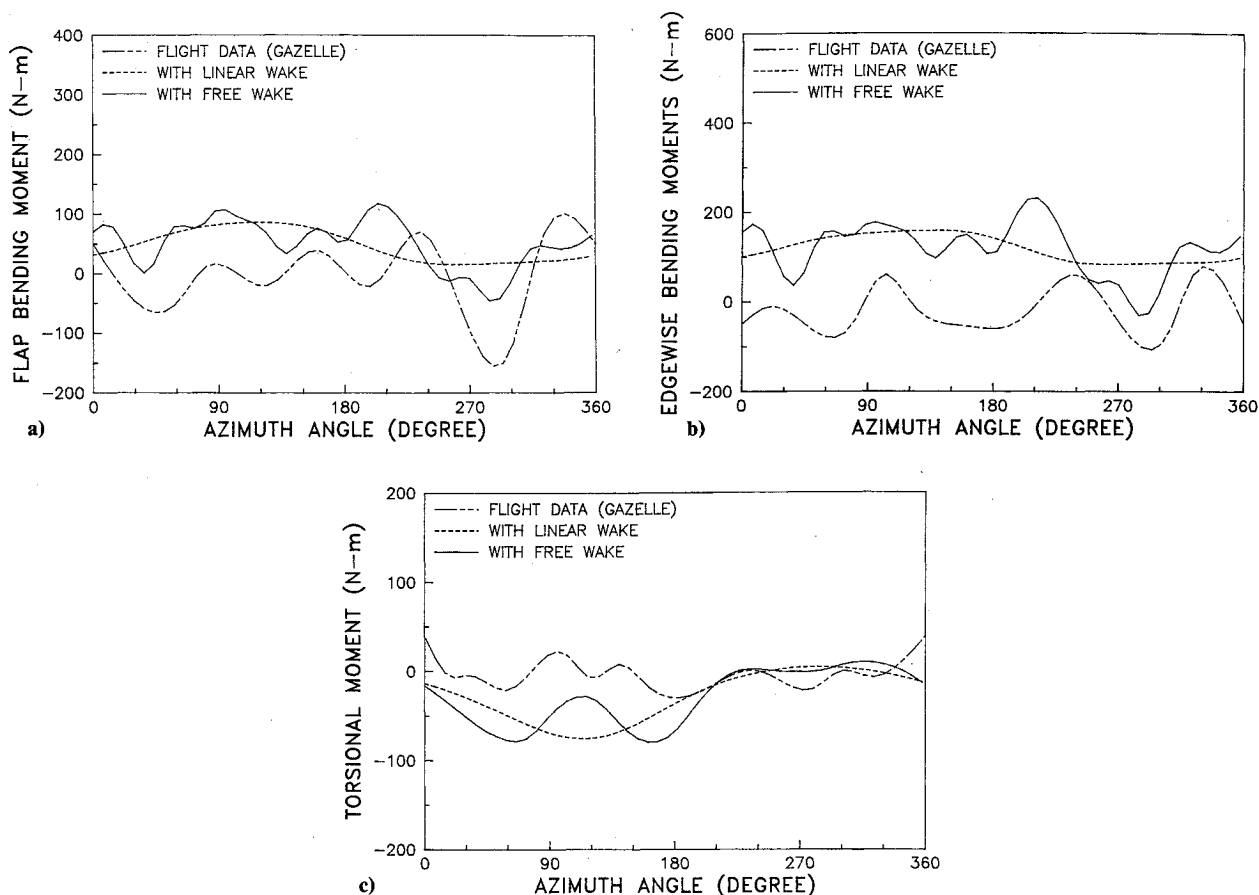 FLAP BENDING MOMENT (N-m)
400
300
200
100
0
-100
-200
FLIGHT DATA (GAZELLE)
WITH LINEAR WAKE
WITH FREE WAKE
0 90 180 270 360
a) AZIMUTH ANGLE (DEGREE)
EDGEWISE BENDING MOMENTS (N-m)
600
400
200
0
-200
FLIGHT DATA (GAZELLE)
WITH LINEAR WAKE
WITH FREE WAKE
0 90 180 270 360
b) AZIMUTH ANGLE (DEGREE)
TORSIONAL MOMENT (N-m)
200
100
0
-100
-200
FLIGHT DATA (GAZELLE)
WITH LINEAR WAKE
WITH FREE WAKE
0 90 180 270 360
c) AZIMUTH ANGLE (DEGREE)